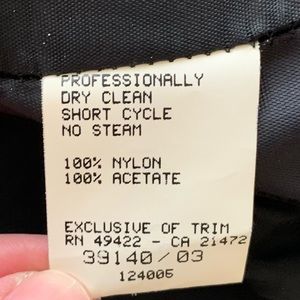 PROFESSIONALLY
DRY CLEAN
SHORT CYCLE
NO STEAM
100% NYLON
100% ACETATE
EXCLUSIVE OF TRIM
RN 49422 - CA 21472
39140/03
124006